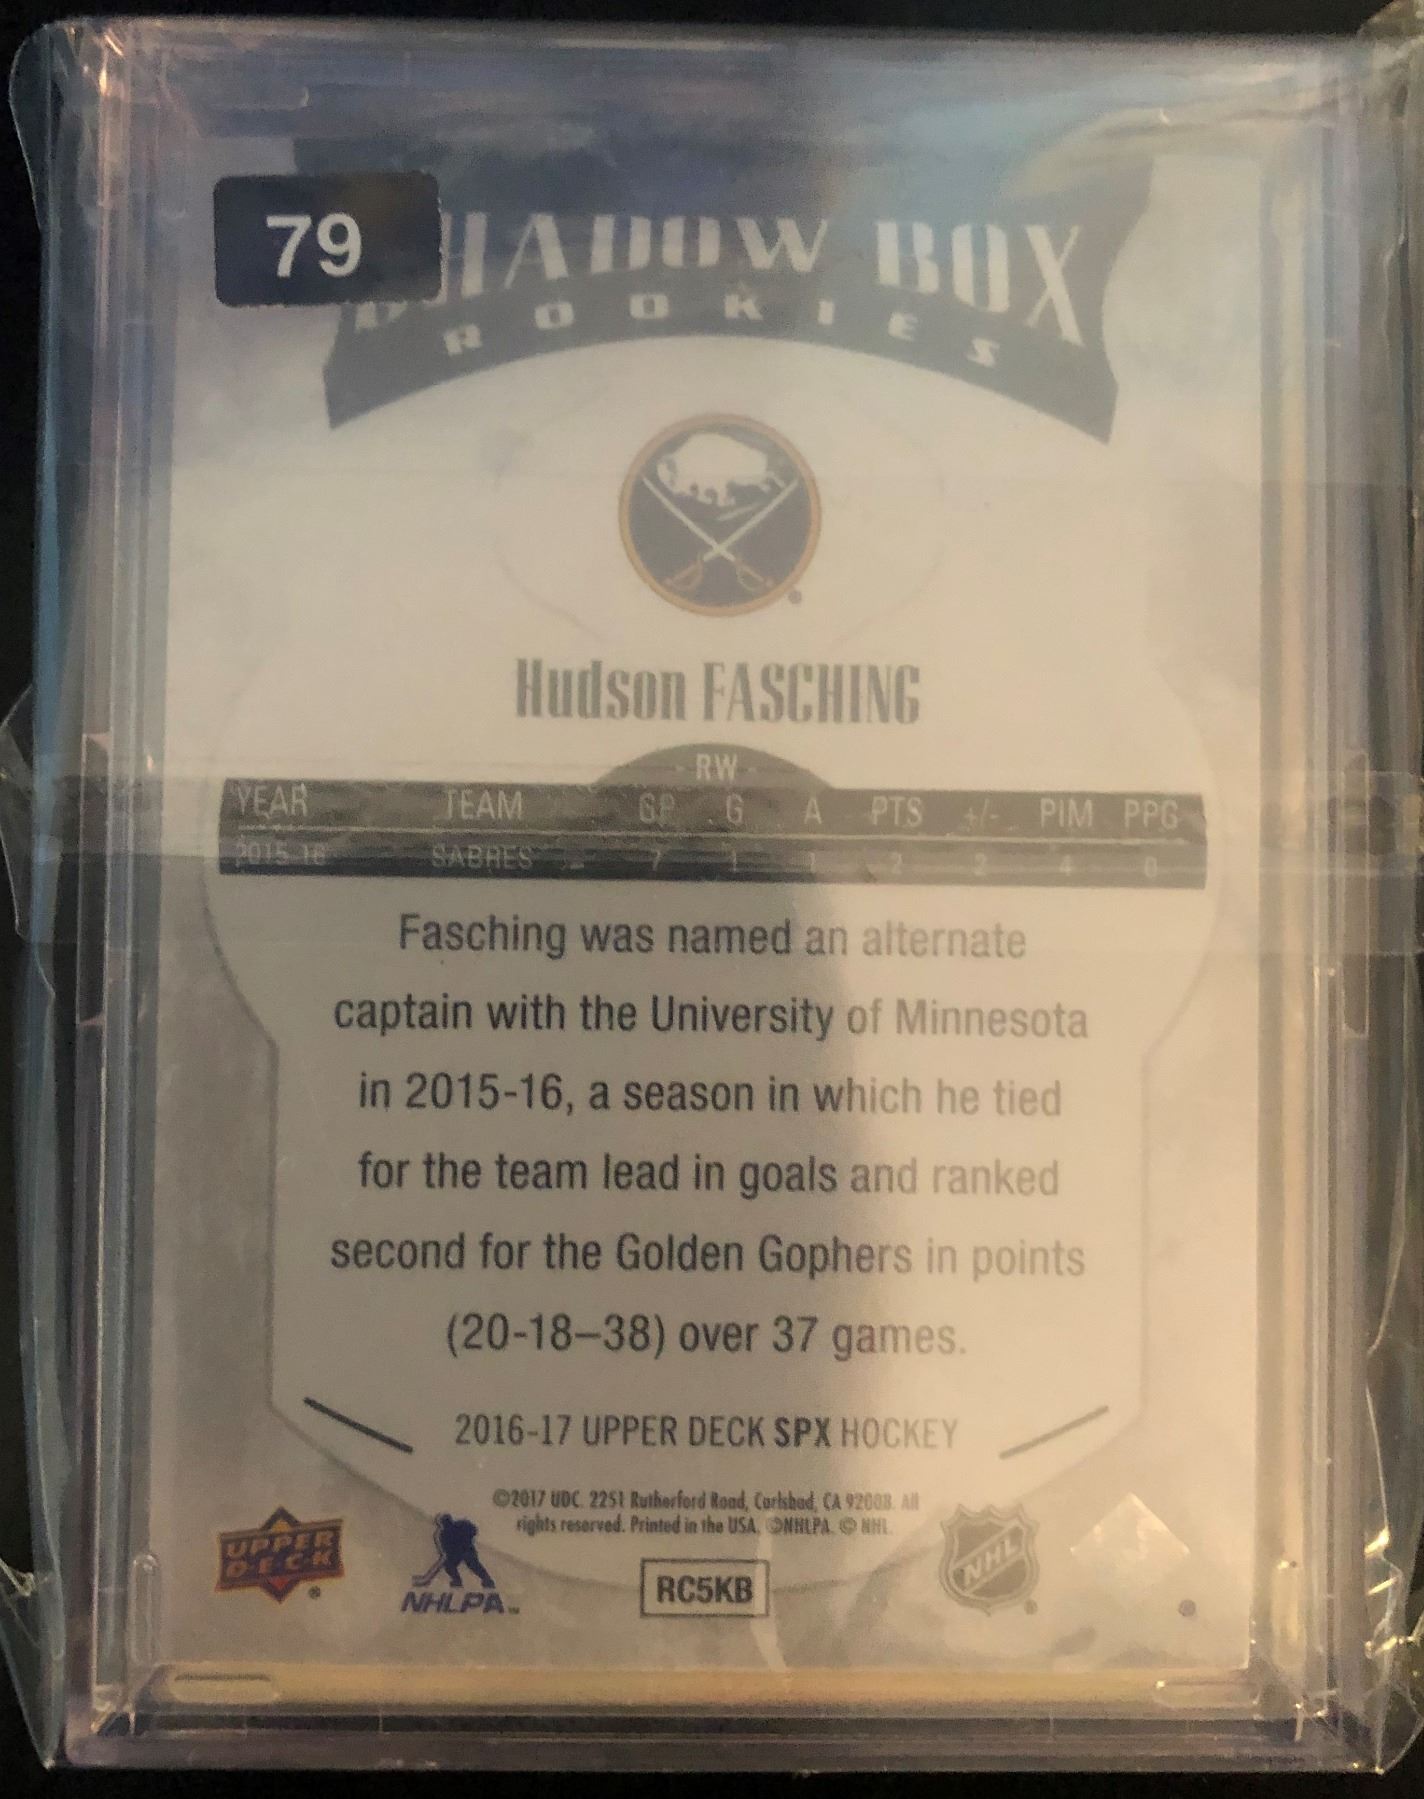 79
SHADOW BOX
ROOKIES
Hudson FASCHING
- RW -
YEAR TEAM GP G A PTS +/- PIM PPG
2015-16 SABRES 7 1 1 2 2 4 0
Fasching was named an alternate
captain with the University of Minnesota
in 2015-16, a season in which he tied
for the team lead in goals and ranked
second for the Golden Gophers in points
(20-18–38) over 37 games.
2016-17 UPPER DECK SPX HOCKEY
©2017 UDC. 2251 Rutherford Road, Carlsbad, CA 92008. All
rights reserved. Printed in the USA. ©NHLPA. © NHL.
UPPER
DECK
NHLPA™
RC5KB
NHL